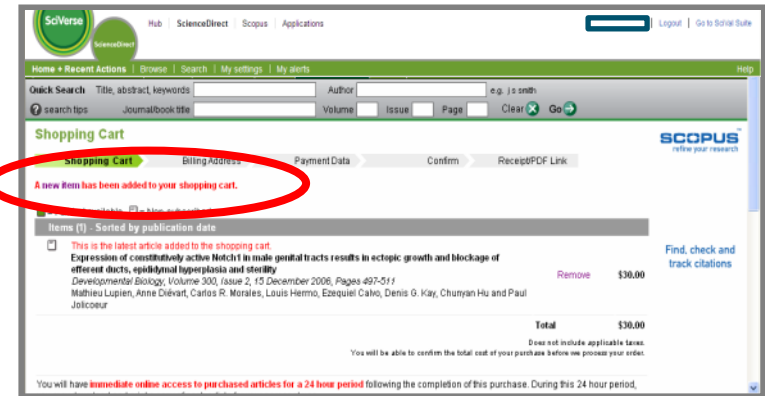 SciVerse
ScienceDirect
Hub | ScienceDirect | Scopus | Applications
Logout | Go to SciVal Suite
Home + Recent Actions | Browse | Search | My settings | My alerts
Help
Quick Search Title, abstract, keywords Author e.g. j s smith
search tips Journal/book title Volume Issue Page Clear Go
Shopping Cart
SCOPUS™
refine your research
Shopping Cart Billing Address Payment Data Confirm Receipt/PDF Link
A new item has been added to your shopping cart.
Items (1) - Sorted by publication date
This is the latest article added to the shopping cart.
Expression of constitutively active Notch1 in male genital tracts results in ectopic growth and blockage of
efferent ducts, epididymal hyperplasia and sterility
Developmental Biology, Volume 300, Issue 2, 15 December 2006, Pages 497-511
Mathieu Lupien, Anne Diévart, Carlos R. Morales, Louis Hermo, Ezequiel Calvo, Denis G. Kay, Chunyan Hu and Paul
Jolicoeur
Remove $30.00
Find, check and
track citations
Total $30.00
Does not include applicable taxes.
You will be able to confirm the total cost of your purchase before we process your order.
You will have immediate online access to purchased articles for a 24 hour period following the completion of this purchase. During this 24 hour period,